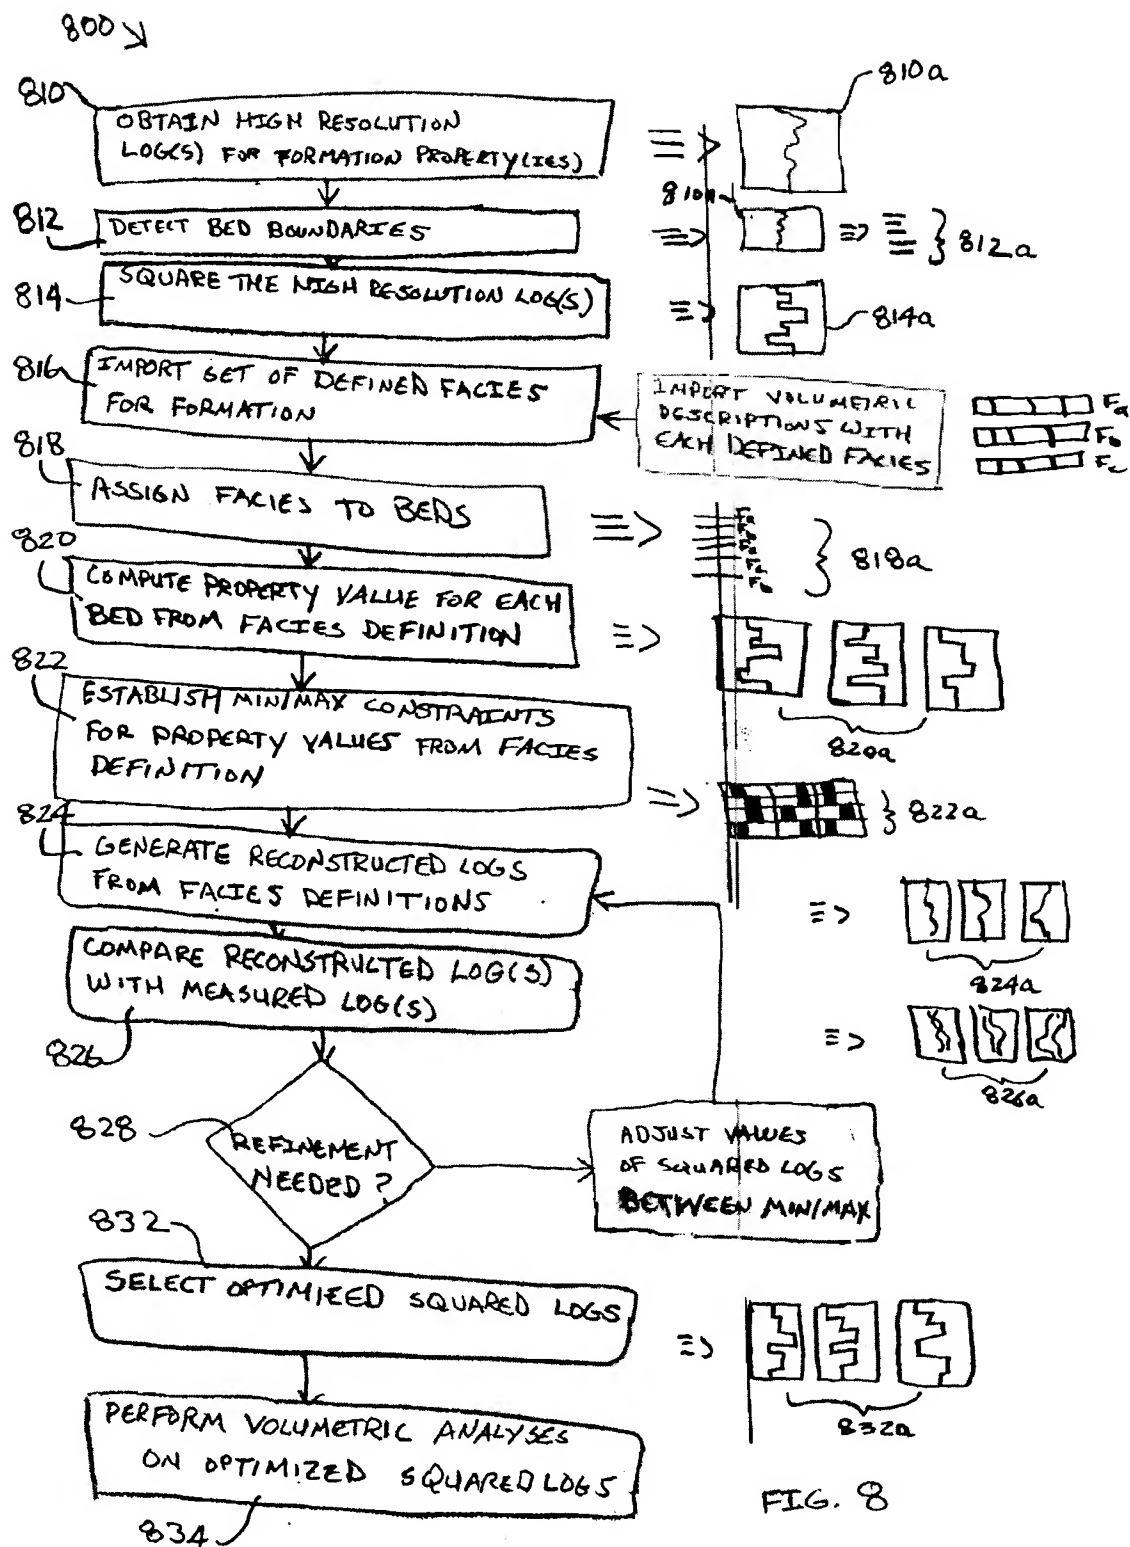 800
810
OBTAIN HIGH RESOLUTION
LOG(S) FOR FORMATION PROPERTY(IES)
810a
812
DETECT BED BOUNDARIES
810a
812a
814
SQUARE THE HIGH RESOLUTION LOG(S)
814a
816
IMPORT SET OF DEFINED FACIES
FOR FORMATION
IMPORT VOLUMETRIC
DESCRIPTIONS WITH
EACH DEFINED FACIES
Fa
Fb
Fc
818
ASSIGN FACIES TO BEDS
818a
820
COMPUTE PROPERTY VALUE FOR EACH
BED FROM FACIES DEFINITION
820a
822
ESTABLISH MIN/MAX CONSTRAINTS
FOR PROPERTY VALUES FROM FACIES
DEFINITION
822a
824
GENERATE RECONSTRUCTED LOGS
FROM FACIES DEFINITIONS
824a
COMPARE RECONSTRUCTED LOG(S)
WITH MEASURED LOG(S)
826
826a
828
REFINEMENT
NEEDED?
ADJUST VALUES
OF SQUARED LOGS
BETWEEN MIN/MAX
832
SELECT OPTIMIZED SQUARED LOGS
832a
PERFORM VOLUMETRIC ANALYSES
ON OPTIMIZED SQUARED LOGS
834
FIG. 8